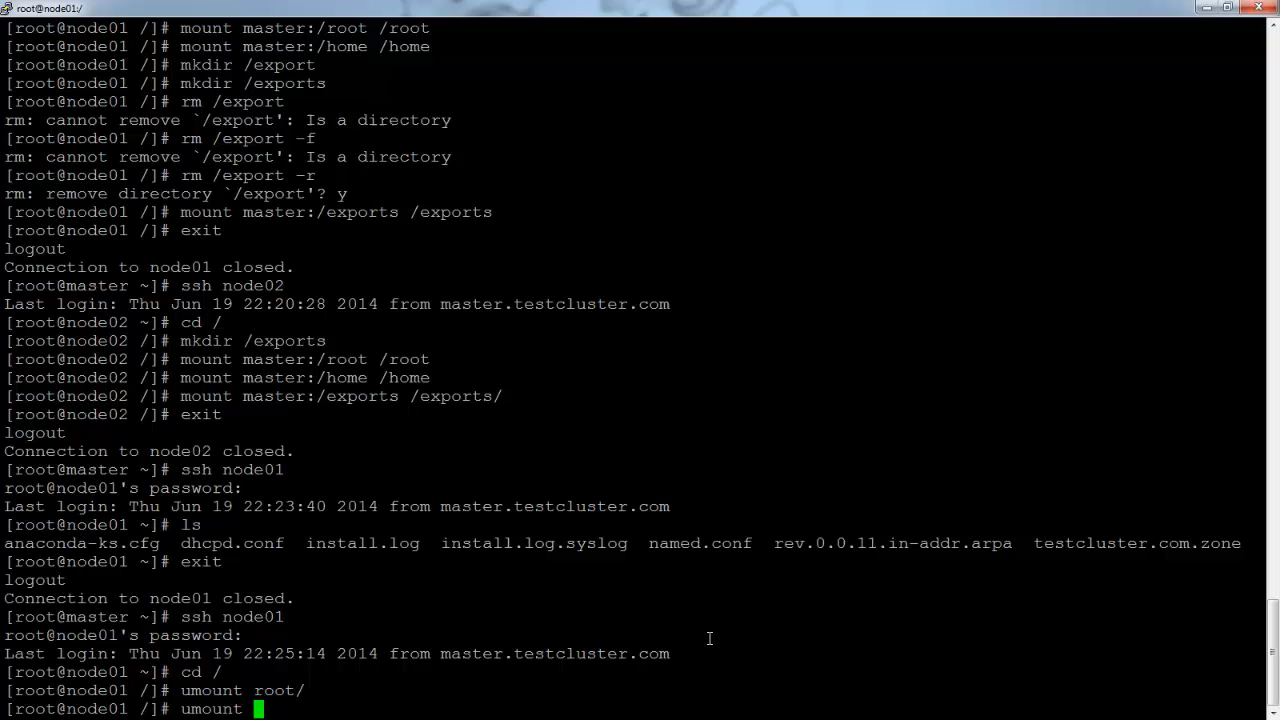 root@node01:/
[root@node01 /]# mount master:/root /root
[root@node01 /]# mount master:/home /home
[root@node01 /]# mkdir /export
[root@node01 /]# mkdir /exports
[root@node01 /]# rm /export
rm: cannot remove `/export': Is a directory
[root@node01 /]# rm /export -f
rm: cannot remove `/export': Is a directory
[root@node01 /]# rm /export -r
rm: remove directory `/export'? y
[root@node01 /]# mount master:/exports /exports
[root@node01 /]# exit
logout
Connection to node01 closed.
[root@master ~]# ssh node02
Last login: Thu Jun 19 22:20:28 2014 from master.testcluster.com
[root@node02 ~]# cd /
[root@node02 /]# mkdir /exports
[root@node02 /]# mount master:/root /root
[root@node02 /]# mount master:/home /home
[root@node02 /]# mount master:/exports /exports/
[root@node02 /]# exit
logout
Connection to node02 closed.
[root@master ~]# ssh node01
root@node01's password:
Last login: Thu Jun 19 22:23:40 2014 from master.testcluster.com
[root@node01 ~]# ls
anaconda-ks.cfg  dhcpd.conf  install.log  install.log.syslog  named.conf  rev.0.0.11.in-addr.arpa  testcluster.com.zone
[root@node01 ~]# exit
logout
Connection to node01 closed.
[root@master ~]# ssh node01
root@node01's password:
Last login: Thu Jun 19 22:25:14 2014 from master.testcluster.com
[root@node01 ~]# cd /
[root@node01 /]# umount root/
[root@node01 /]# umount